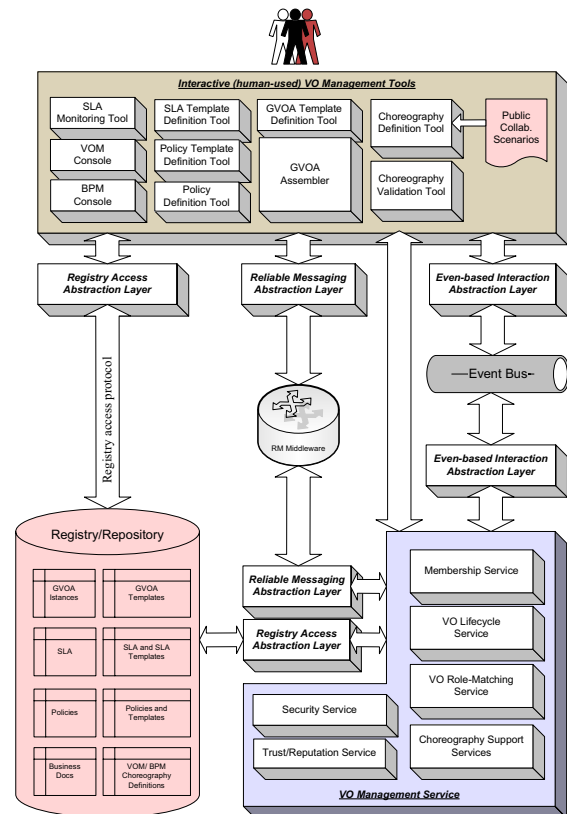 Interactive (human-used) VO Management Tools
SLA
Monitoring Tool
SLA Template
Definition Tool
GVOA Template
Definition Tool
Choreography
Definition Tool
Public
Collab.
Scenarios
VOM
Console
Policy Template
Definition Tool
GVOA
Assembler
Choreography
Validation Tool
BPM
Console
Policy
Definition Tool
Registry Access
Abstraction Layer
Reliable Messaging
Abstraction Layer
Even-based Interaction
Abstraction Layer
Registry access protocol
Event Bus
RM Middleware
Even-based Interaction
Abstraction Layer
Registry/Repository
GVOA
Istances
GVOA
Templates
SLA
SLA and SLA
Templates
Policies
Policies and
Templates
Business
Docs
VOM/ BPM
Choreography
Definitions
Reliable Messaging
Abstraction Layer
Registry Access
Abstraction Layer
Membership Service
VO Lifecycle
Service
VO Role-Matching
Service
Security Service
Trust/Reputation Service
Choreography Support
Services
VO Management Service